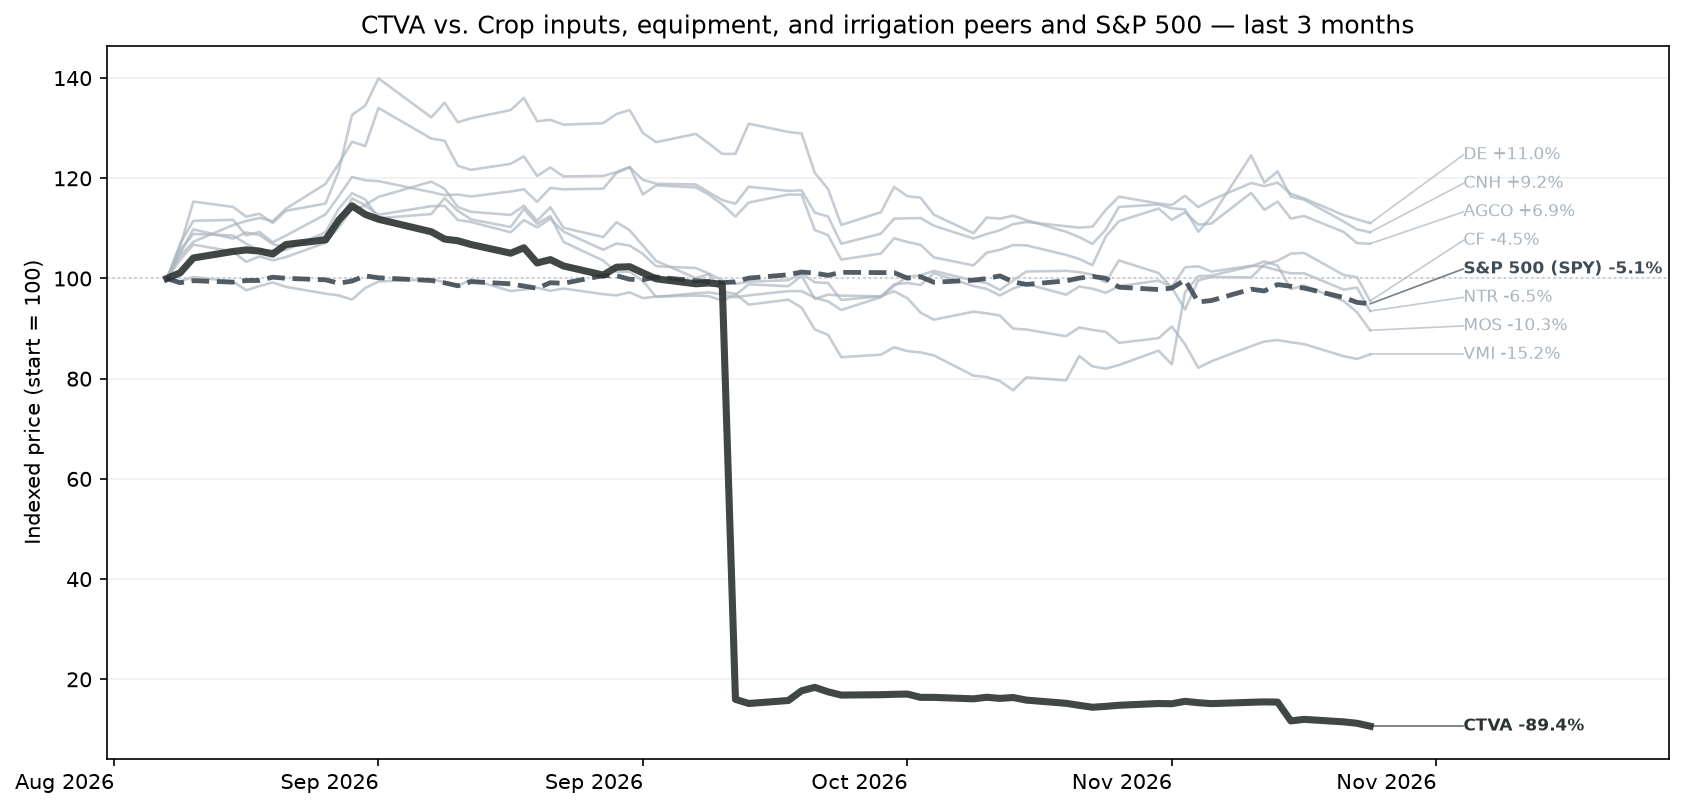 CTVA vs. Crop inputs, equipment, and irrigation peers and S&P 500 — last 3 months
Indexed price (start = 100)
140
120
100
80
60
40
20
DE +11.0%
CNH +9.2%
AGCO +6.9%
CF -4.5%
S&P 500 (SPY) -5.1%
NTR -6.5%
MOS -10.3%
VMI -15.2%
CTVA -89.4%
Aug 2026
Sep 2026
Sep 2026
Oct 2026
Nov 2026
Nov 2026